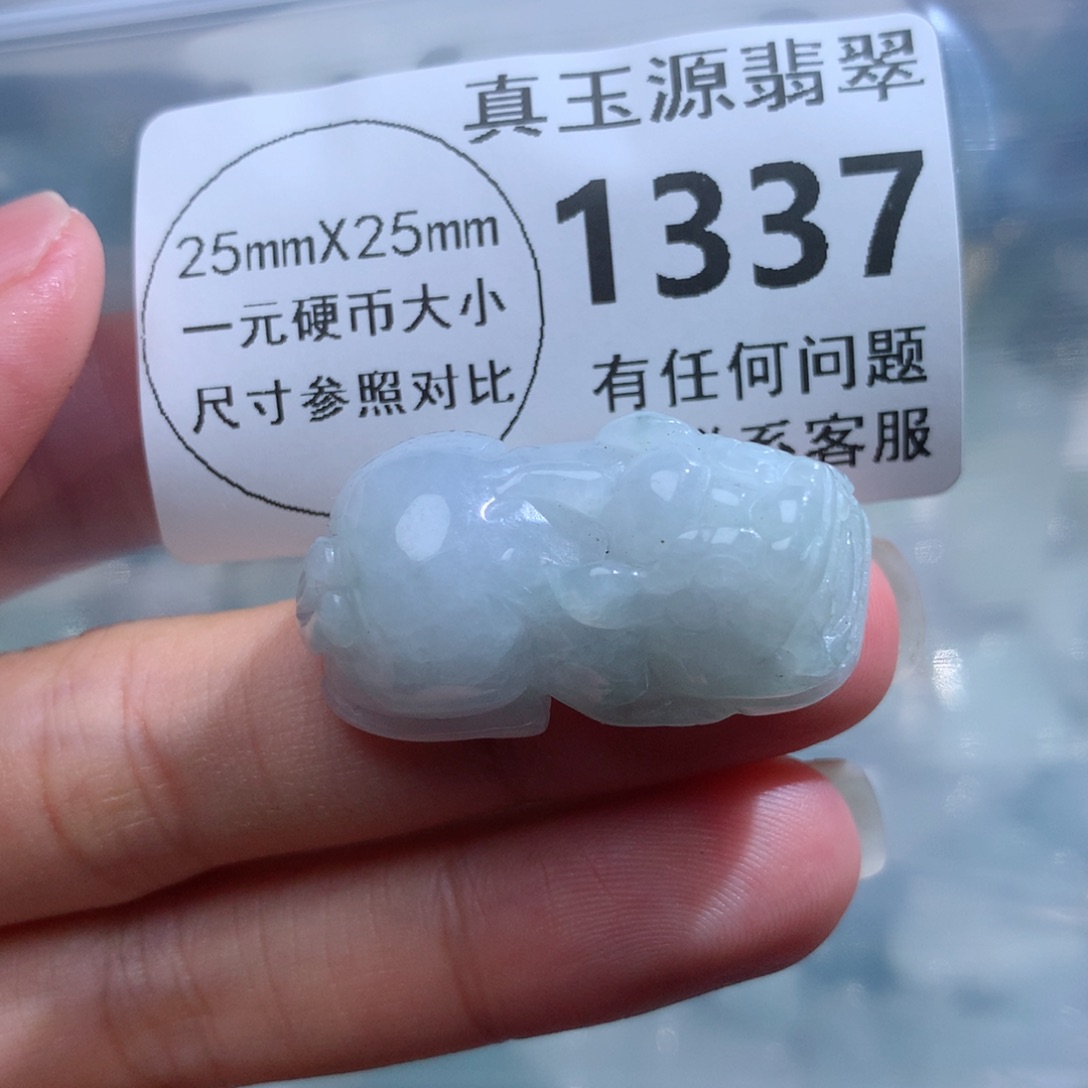 真玉源翡翠
1337
25mmX25mm
一元硬币大小
尺寸参照对比
有任何问题
系客服